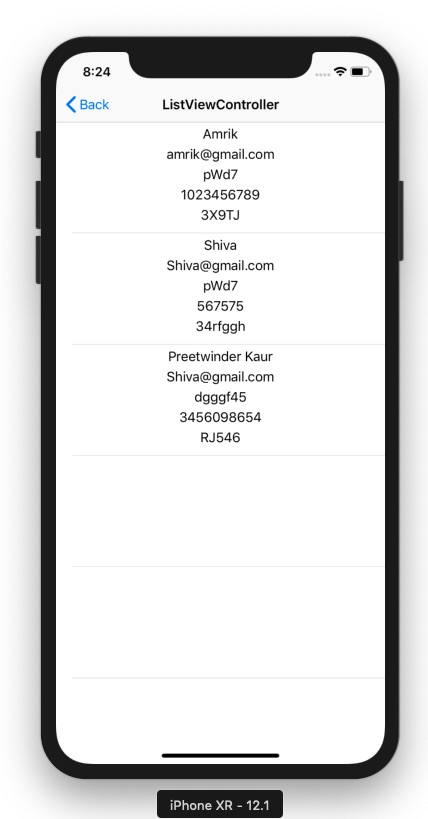 8:24
Back
ListViewController
Amrik
amrik@gmail.com
pWd7
1023456789
3X9TJ
Shiva
Shiva@gmail.com
pWd7
567575
34rfggh
Preetwinder Kaur
Shiva@gmail.com
dgggf45
3456098654
RJ546
iPhone XR - 12.1